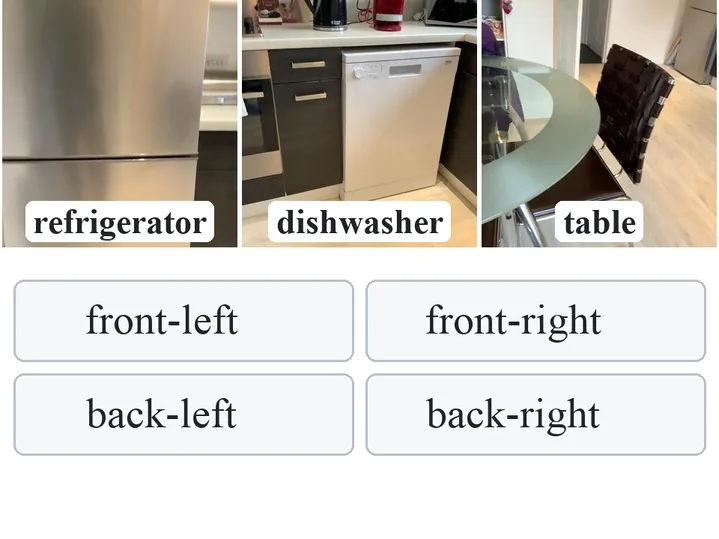 refrigerator
dishwasher
table
front-left
front-right
back-left
back-right